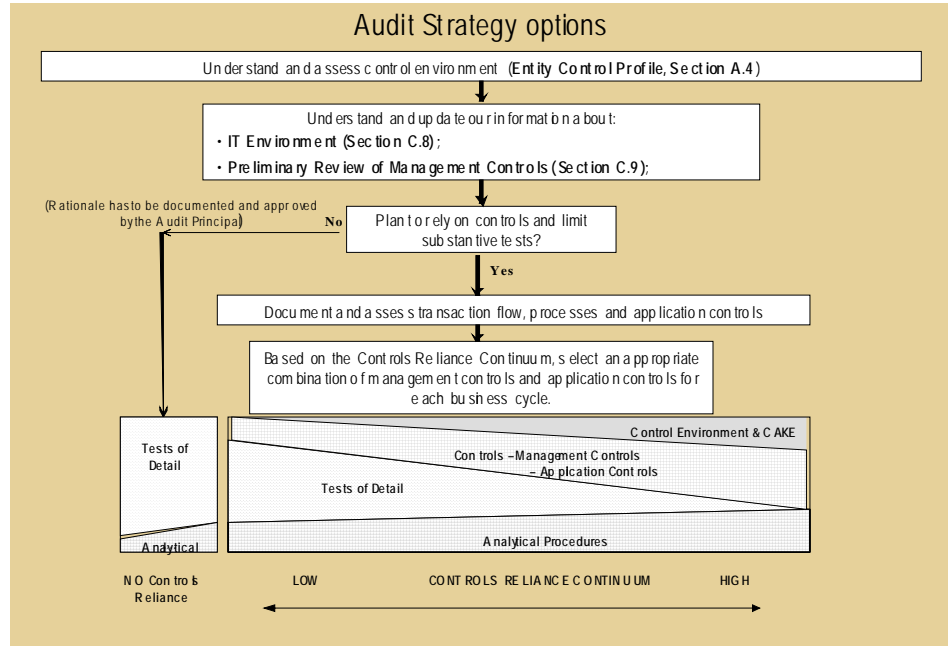 Audit Strategy options
Understand and assess control environment (Entity Control Profile, Section A.4)
Understand and update our information about:
• IT Environment (Section C.8);
• Preliminary Review of Management Controls (Section C.9);
(Rationale has to be documented and approved
by the Audit Principal)
No
Plan to rely on controls and limit
substantive tests?
Yes
Document and assess transaction flow, processes and application controls
Based on the Controls Reliance Continuum, select an appropriate
combination of management controls and application controls for
each business cycle.
Control Environment & CAKE
Controls – Management Controls
– Application Controls
Tests of
Detail
Tests of Detail
Analytical
Analytical Procedures
NO Controls
Reliance
LOW
CONTROLS RELIANCE CONTINUUM
HIGH